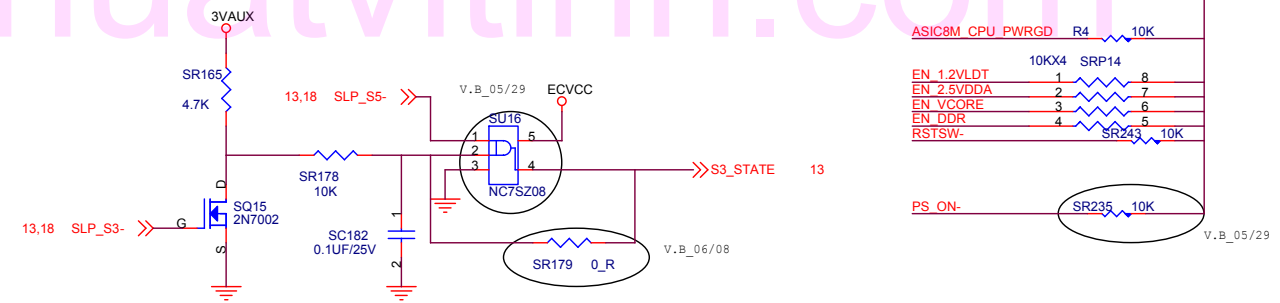 huatvitinh.com
3VAUX
ASIC8M_CPU_PWRGD R4 10K
10KX4 SRP14
SR165
4.7K
EN_1.2VLDT 1 8
EN_2.5VDDA 2 7
EN_VCORE 3 6
EN_DDR 4 5
RSTSW- SR243 10K
13,18 SLP_S5- V.B_05/29 ECVCC
SU16
1 5
2
3 4
NC7SZ08
S3_STATE 13
SR178
10K
D
SQ15
2N7002
13,18 SLP_S3- G
S
1
SC182
0.1UF/25V
2
SR179 0_R
V.B_06/08
PS_ON- SR235 10K
V.B_05/29